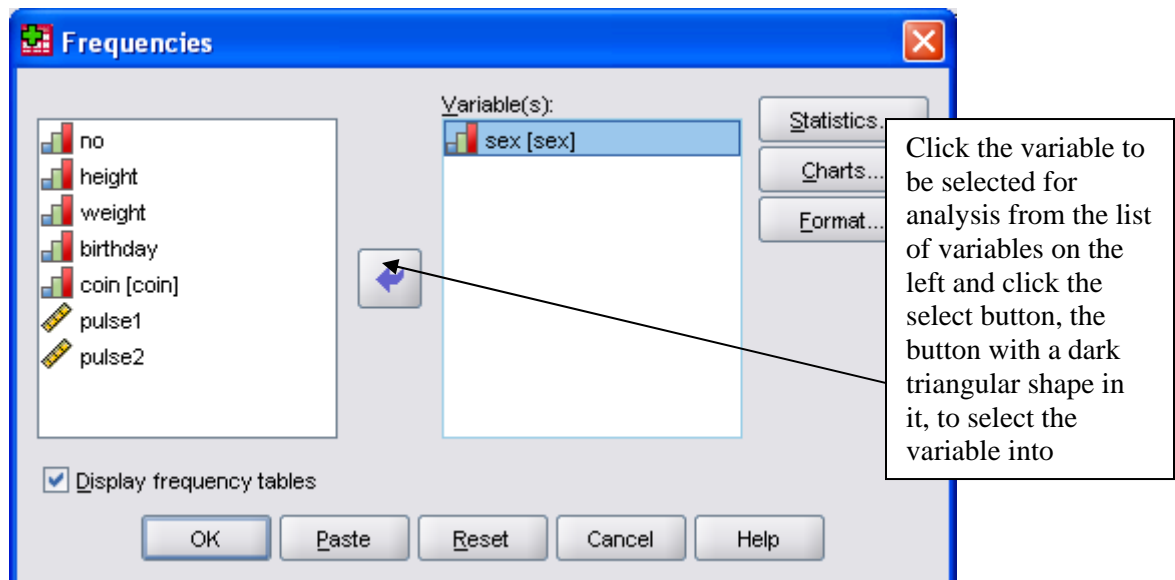 Frequencies
Variable(s):
no
height
weight
birthday
coin [coin]
pulse1
pulse2
sex [sex]
Statistics.
Charts...
Format...
Click the variable to
be selected for
analysis from the list
of variables on the
left and click the
select button, the
button with a dark
triangular shape in
it, to select the
variable into
Display frequency tables
OK
Paste
Reset
Cancel
Help